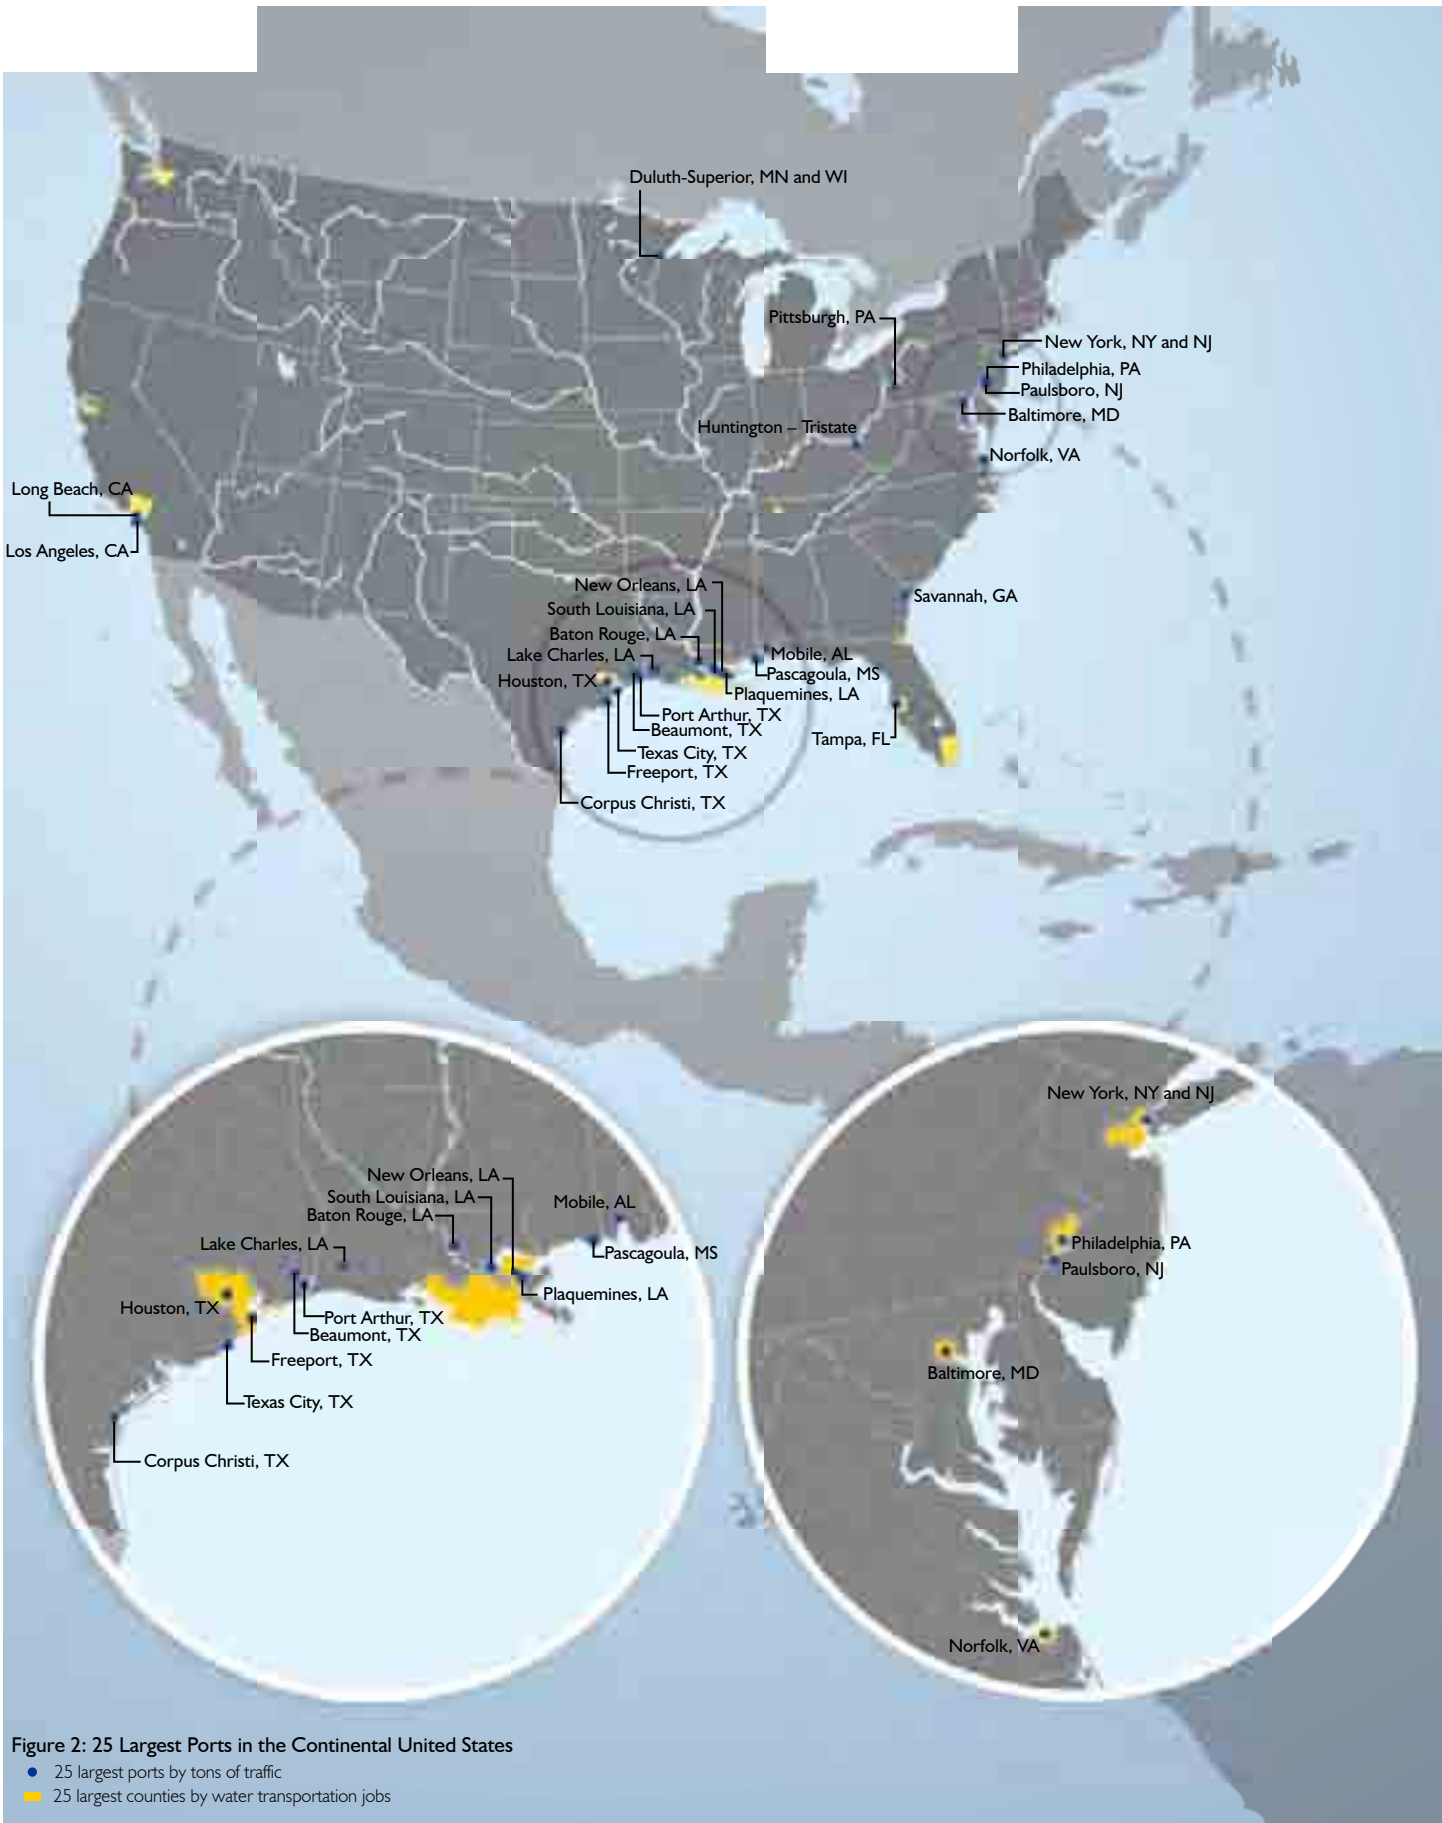 Duluth-Superior, MN and WI
Pittsburgh, PA
New York, NY and NJ
Philadelphia, PA
Paulsboro, NJ
Baltimore, MD
Huntington – Tristate
Norfolk, VA
Long Beach, CA
Los Angeles, CA
New Orleans, LA
Savannah, GA
South Louisiana, LA
Baton Rouge, LA
Lake Charles, LA
Mobile, AL
Houston, TX
Pascagoula, MS
Plaquemines, LA
Port Arthur, TX
Beaumont, TX
Tampa, FL
Texas City, TX
Freeport, TX
Corpus Christi, TX
New Orleans, LA
South Louisiana, LA
Baton Rouge, LA
Mobile, AL
Lake Charles, LA
Pascagoula, MS
Plaquemines, LA
Houston, TX
Port Arthur, TX
Beaumont, TX
Freeport, TX
Texas City, TX
Corpus Christi, TX
New York, NY and NJ
Philadelphia, PA
Paulsboro, NJ
Baltimore, MD
Norfolk, VA
Figure 2: 25 Largest Ports in the Continental United States
25 largest ports by tons of traffic
25 largest counties by water transportation jobs